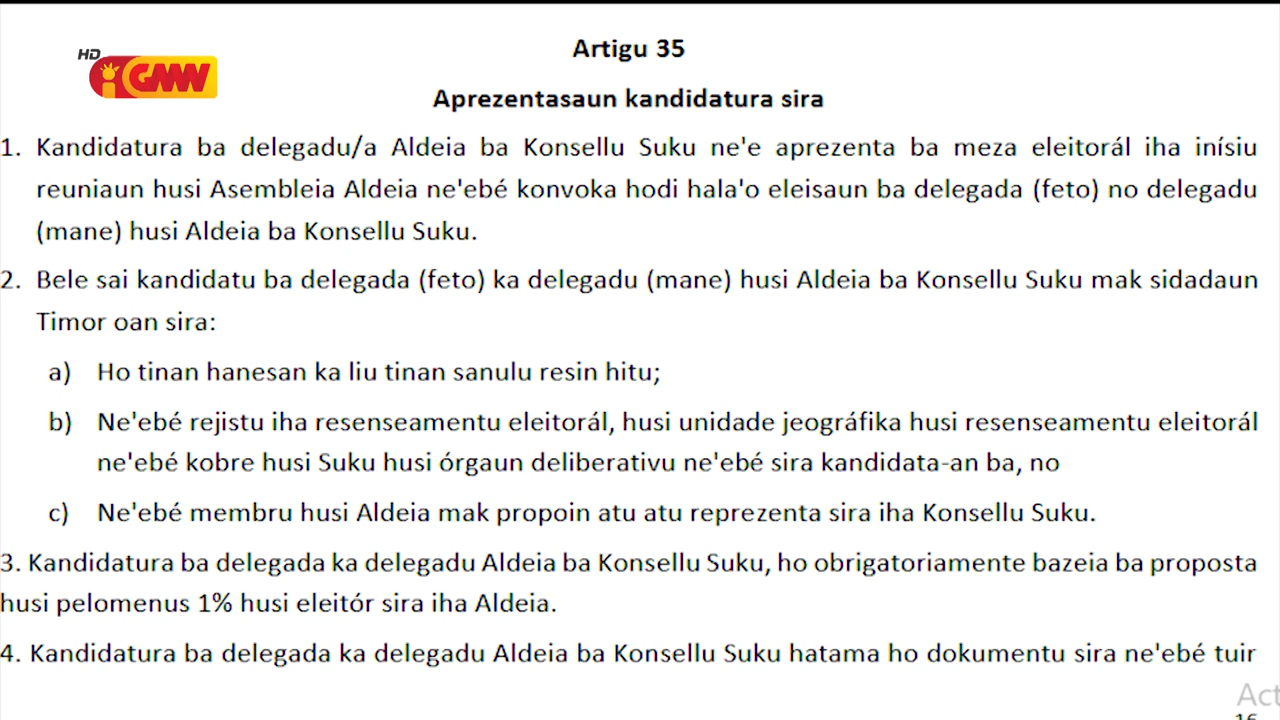 HD
GMN
Artigu 35
Aprezentasaun kandidatura sira
1. Kandidatura ba delegadu/a Aldeia ba Konsellu Suku ne'e aprezenta ba meza eleitorál iha inísiu
reuniaun husi Asembleia Aldeia ne'ebé konvoka hodi hala'o eleisaun ba delegada (feto) no delegadu
(mane) husi Aldeia ba Konsellu Suku.
2. Bele sai kandidatu ba delegada (feto) ka delegadu (mane) husi Aldeia ba Konsellu Suku mak sidadaun
Timor oan sira:
a) Ho tinan hanesan ka liu tinan sanulu resin hitu;
b) Ne'ebé rejistu iha resenseamentu eleitorál, husi unidade jeográfika husi resenseamentu eleitorál
ne'ebé kobre husi Suku husi órgaun deliberativu ne'ebé sira kandidata-an ba, no
c) Ne'ebé membru husi Aldeia mak propoin atu atu reprezenta sira iha Konsellu Suku.
3. Kandidatura ba delegada ka delegadu Aldeia ba Konsellu Suku, ho obrigatoriamente bazeia ba proposta
husi pelomenus 1% husi eleitór sira iha Aldeia.
4. Kandidatura ba delegada ka delegadu Aldeia ba Konsellu Suku hatama ho dokumentu sira ne'ebé tuir
Act